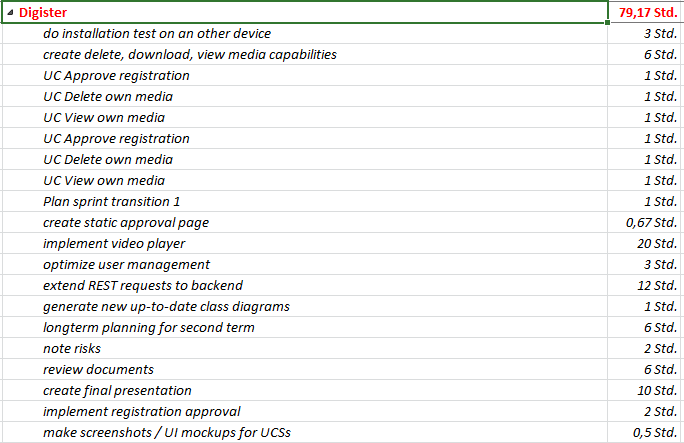 Digister 79,17 Std.
do installation test on an other device 3 Std.
create delete, download, view media capabilities 6 Std.
UC Approve registration 1 Std.
UC Delete own media 1 Std.
UC View own media 1 Std.
UC Approve registration 1 Std.
UC Delete own media 1 Std.
UC View own media 1 Std.
Plan sprint transition 1 1 Std.
create static approval page 0,67 Std.
implement video player 20 Std.
optimize user management 3 Std.
extend REST requests to backend 12 Std.
generate new up-to-date class diagrams 1 Std.
longterm planning for second term 6 Std.
note risks 2 Std.
review documents 6 Std.
create final presentation 10 Std.
implement registration approval 2 Std.
make screenshots / UI mockups for UCSs 0,5 Std.